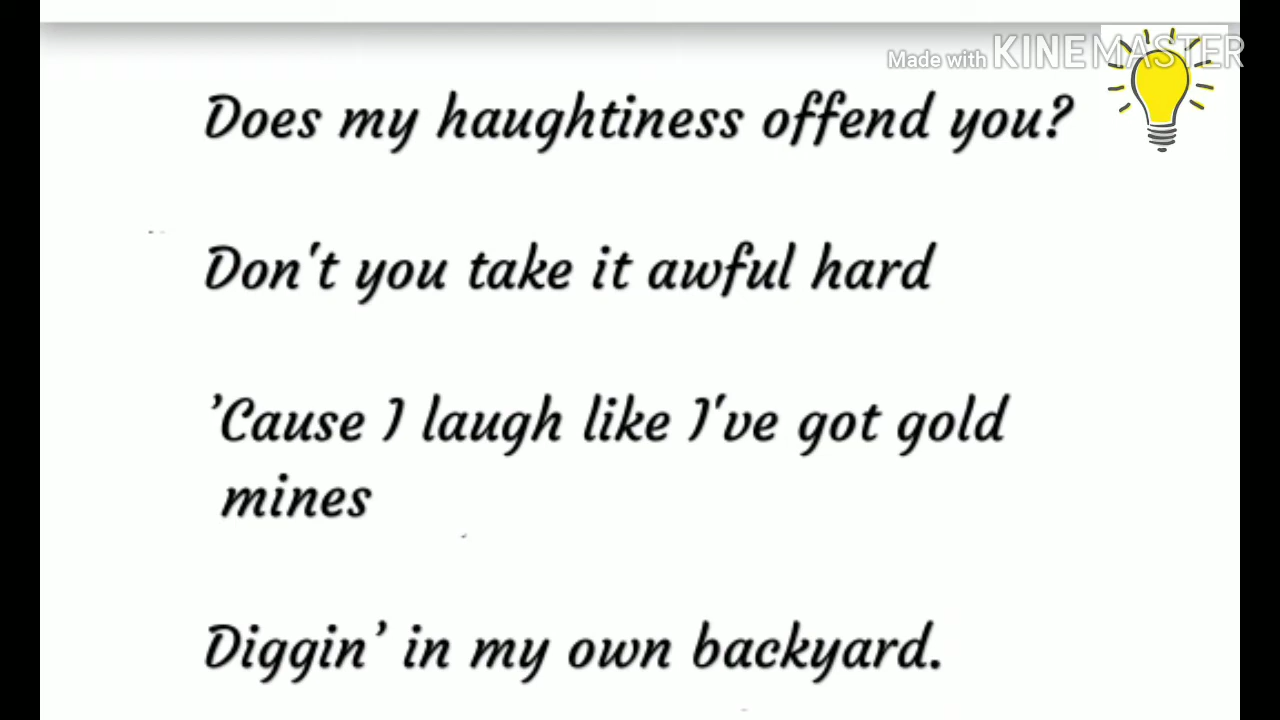 Made with KINEMASTER
Does my haughtiness offend you?
Don't you take it awful hard
’Cause I laugh like I've got gold
mines
Diggin’ in my own backyard.